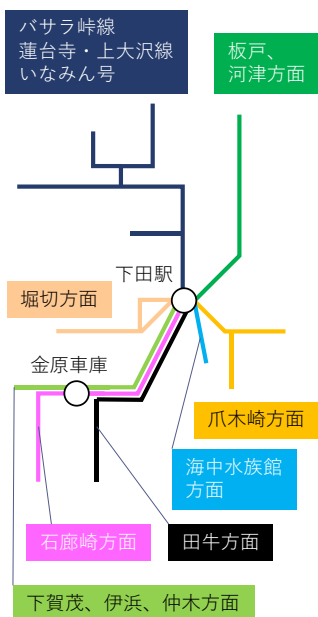 バサラ峠線
蓮台寺・上大沢線
いなみん号
板戸、
河津方面
下田駅
堀切方面
金原車庫
爪木崎方面
海中水族館
方面
石廊崎方面
田牛方面
下賀茂、伊浜、仲木方面